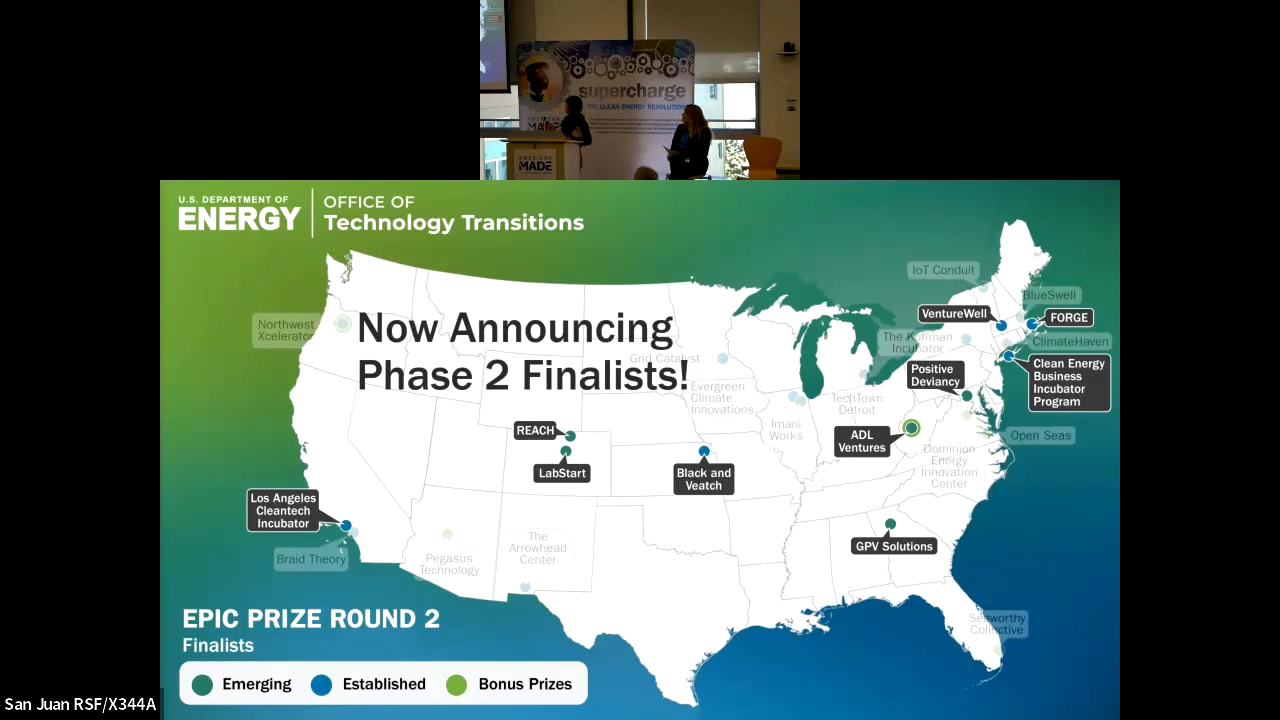 supercharge
THE CLEAN ENERGY REVOLUTION
AMERICAN
MADE
AMERICAN
MADE
U.S. DEPARTMENT OF
ENERGY
OFFICE OF
Technology Transitions
Now Announcing
Phase 2 Finalists!
IoT Conduit
BlueSwell
VentureWell
FORGE
Northwest
Xcelerator
The Koffman
Incubator
ClimateHaven
Grid Catalyst
Clean Energy
Business
Incubator
Program
Positive
Deviancy
Evergreen
Climate
Innovations
TechTown
Detroit
Imani
Works
REACH
LabStart
ADL
Ventures
Open Seas
Dominion
Energy
Innovation
Center
Black and
Veatch
Los Angeles
Cleantech
Incubator
Braid Theory
Pegasus
Technology
The
Arrowhead
Center
GPV Solutions
Seaworthy
Collective
EPIC PRIZE ROUND 2
Finalists
Emerging
Established
Bonus Prizes
San Juan RSF/X344A